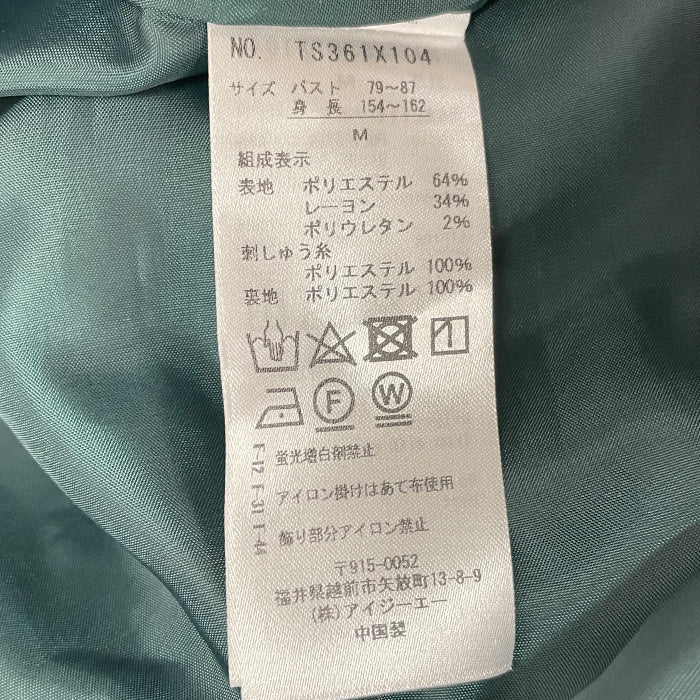 NO. TS361X104
サイズ バスト 79～87
身長 154～162
M
組成表示
表地 ポリエステル 64%
レーヨン 34%
ポリウレタン 2%
刺しゅう糸
ポリエステル 100%
裏地 ポリエステル 100%
F
W
F-12 F-31 F-44
蛍光増白剤禁止
アイロン掛けはあて布使用
飾り部分アイロン禁止
〒915-0052
福井県越前市矢放町13-8-9
(株)アイジーエー
中国製